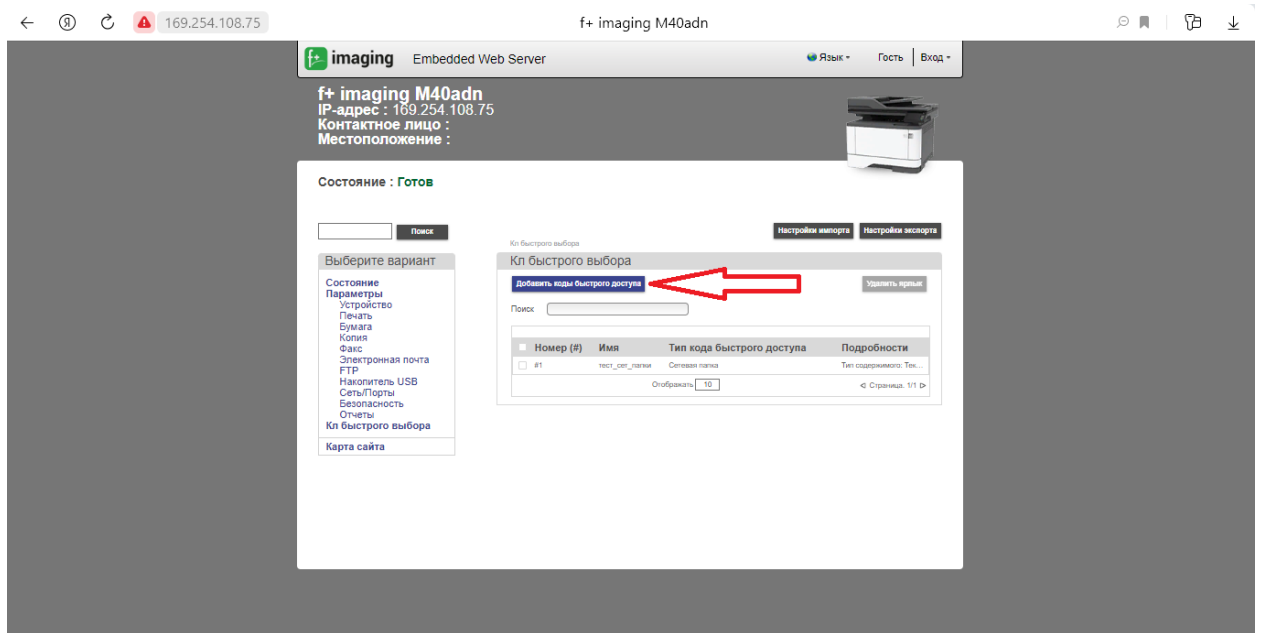 169.254.108.75
f+ imaging M40adn
f+ imaging Embedded Web Server Язык Гость Вход
f+ imaging M40adn
IP-адрес : 169.254.108.75
Контактное лицо :
Местоположение :
Состояние : Готов
Поиск
Настройки импорта Настройки экспорта
Кл быстрого выбора
Выберите вариант
Состояние
Параметры
Устройство
Печать
Бумага
Копия
Факс
Электронная почта
FTP
Накопитель USB
Сеть/Порты
Безопасность
Отчеты
Кл быстрого выбора
Карта сайта
Кл быстрого выбора
Добавить коды быстрого доступа Удалить ярлык
Поиск
Номер (#) Имя Тип кода быстрого доступа Подробности
#1 тест_сет_папки Сетевая папка Тип содержимого: Тек...
Отображать 10 Страница. 1/1